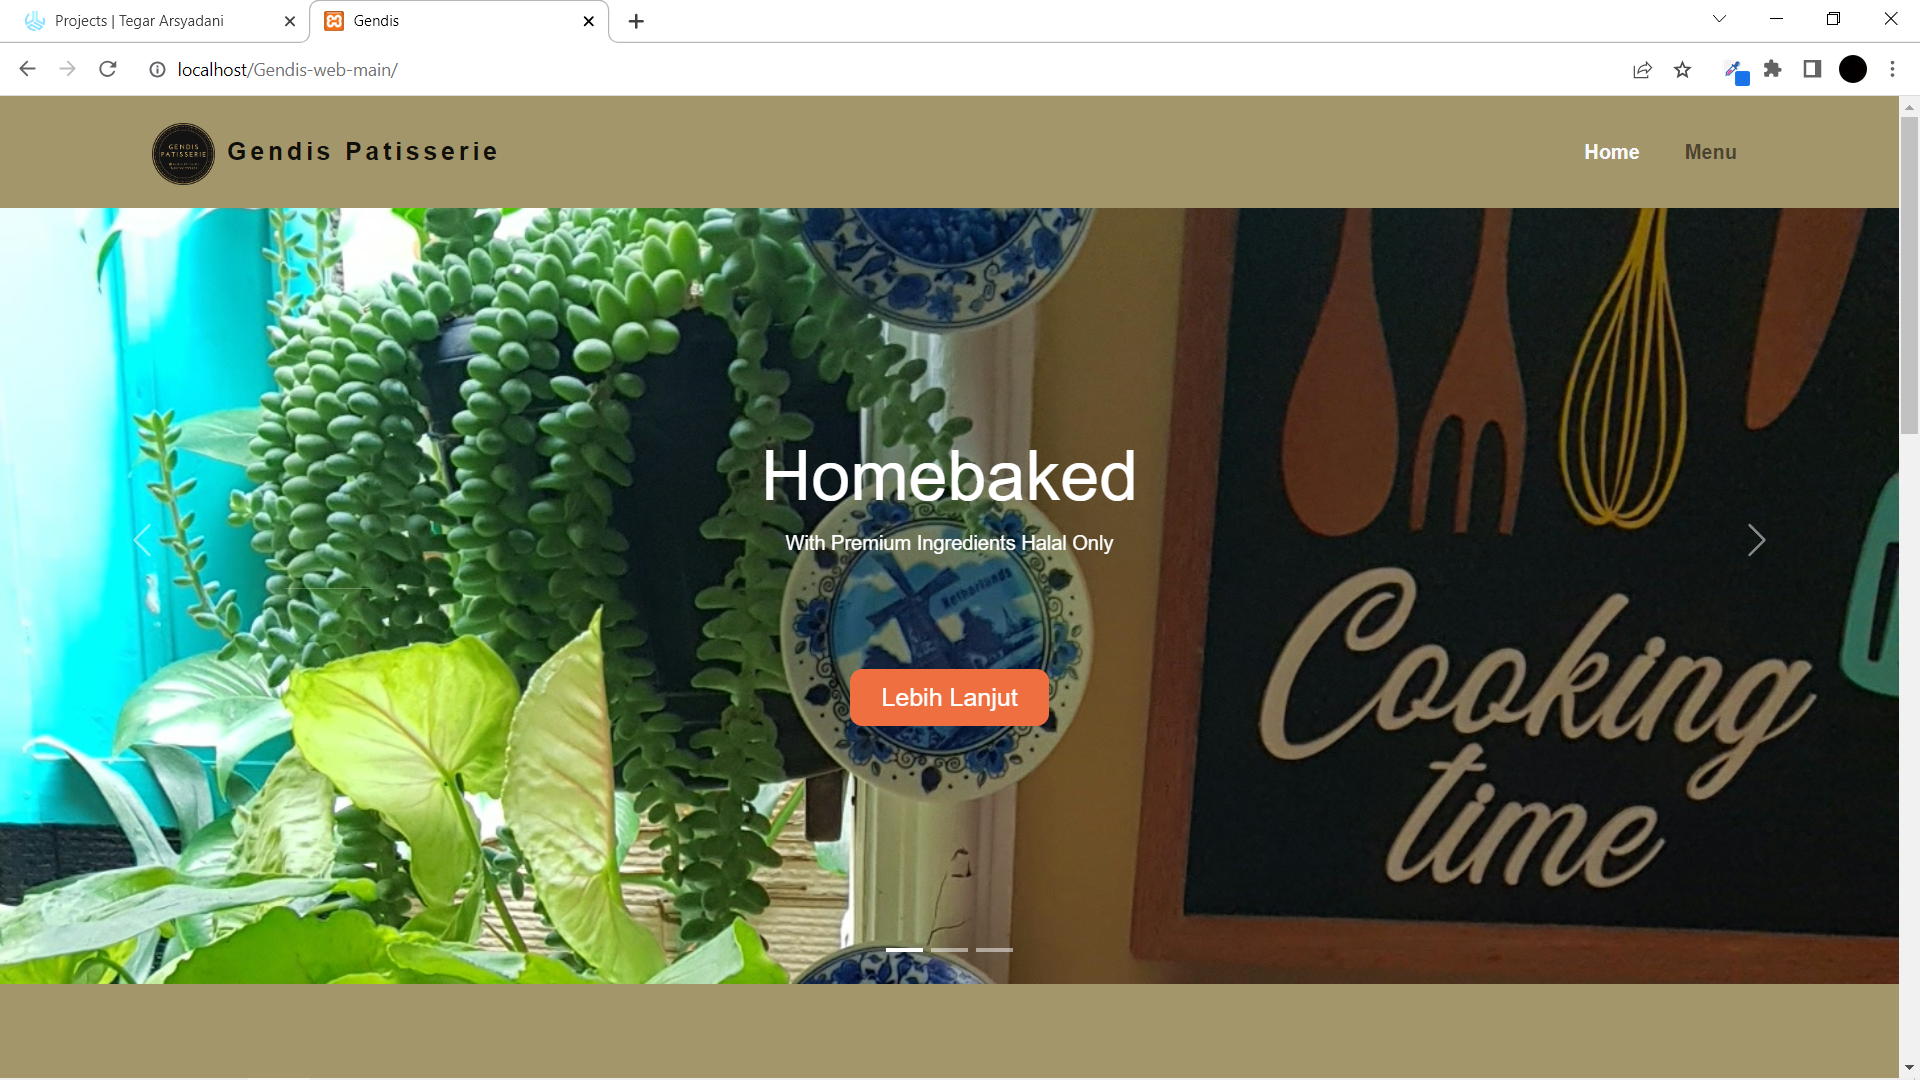 Projects | Tegar Arsyadani
Gendis
localhost/Gendis-web-main/
GENDIS
PATISSERIE
Gendis Patisserie
Home
Menu
Homebaked
With Premium Ingredients Halal Only
Netherlands
Lebih Lanjut
Cooking
time